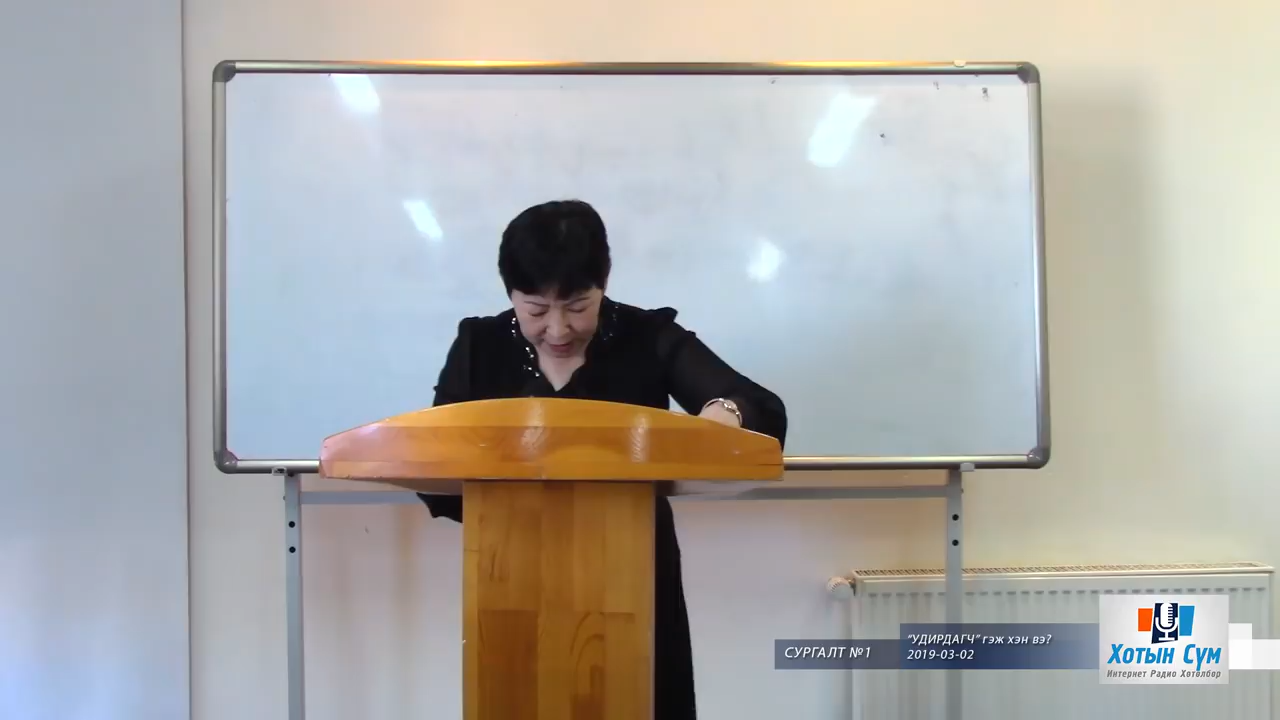 СУРГАЛТ №1
"УДИРДАГЧ" гэж хэн вэ?
2019-03-02
Хотын Сүм
Интернет Радио Хөтөлбөр